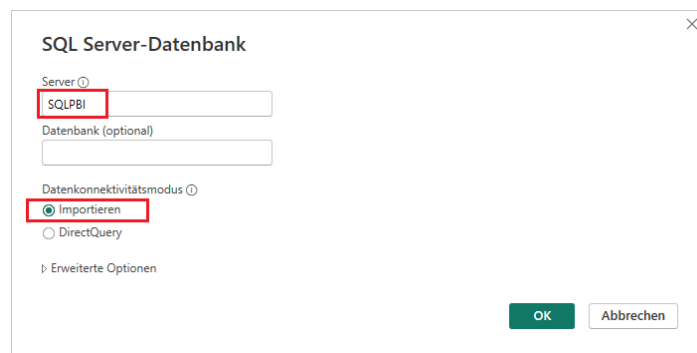 SQL Server-Datenbank
Server
SQLPBI
Datenbank (optional)
Datenkonnektivitätsmodus
Importieren
DirectQuery
Erweiterte Optionen
OK Abbrechen